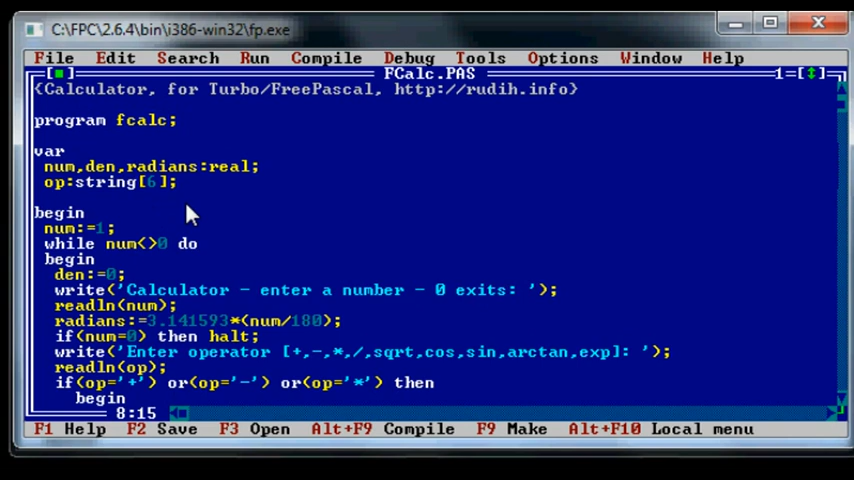 C:\FPC\2.6.4\bin\i386-win32\fp.exe
File Edit Search Run Compile Debug Tools Options Window Help
[■] FCalc.PAS 1=[↕]
{Calculator, for Turbo/FreePascal, http://rudih.info}
program fcalc;
var
num,den,radians:real;
op:string[6];
begin
num:=1;
while num<>0 do
begin
den:=0;
write('Calculator - enter a number - 0 exits: ');
readln(num);
radians:=3.141593*(num/180);
if(num=0) then halt;
write('Enter operator [+,-,*,/,sqrt,cos,sin,arctan,exp]: ');
readln(op);
if(op='+') or(op='-') or(op='*') then
begin
8:15
F1 Help F2 Save F3 Open Alt+F9 Compile F9 Make Alt+F10 Local menu